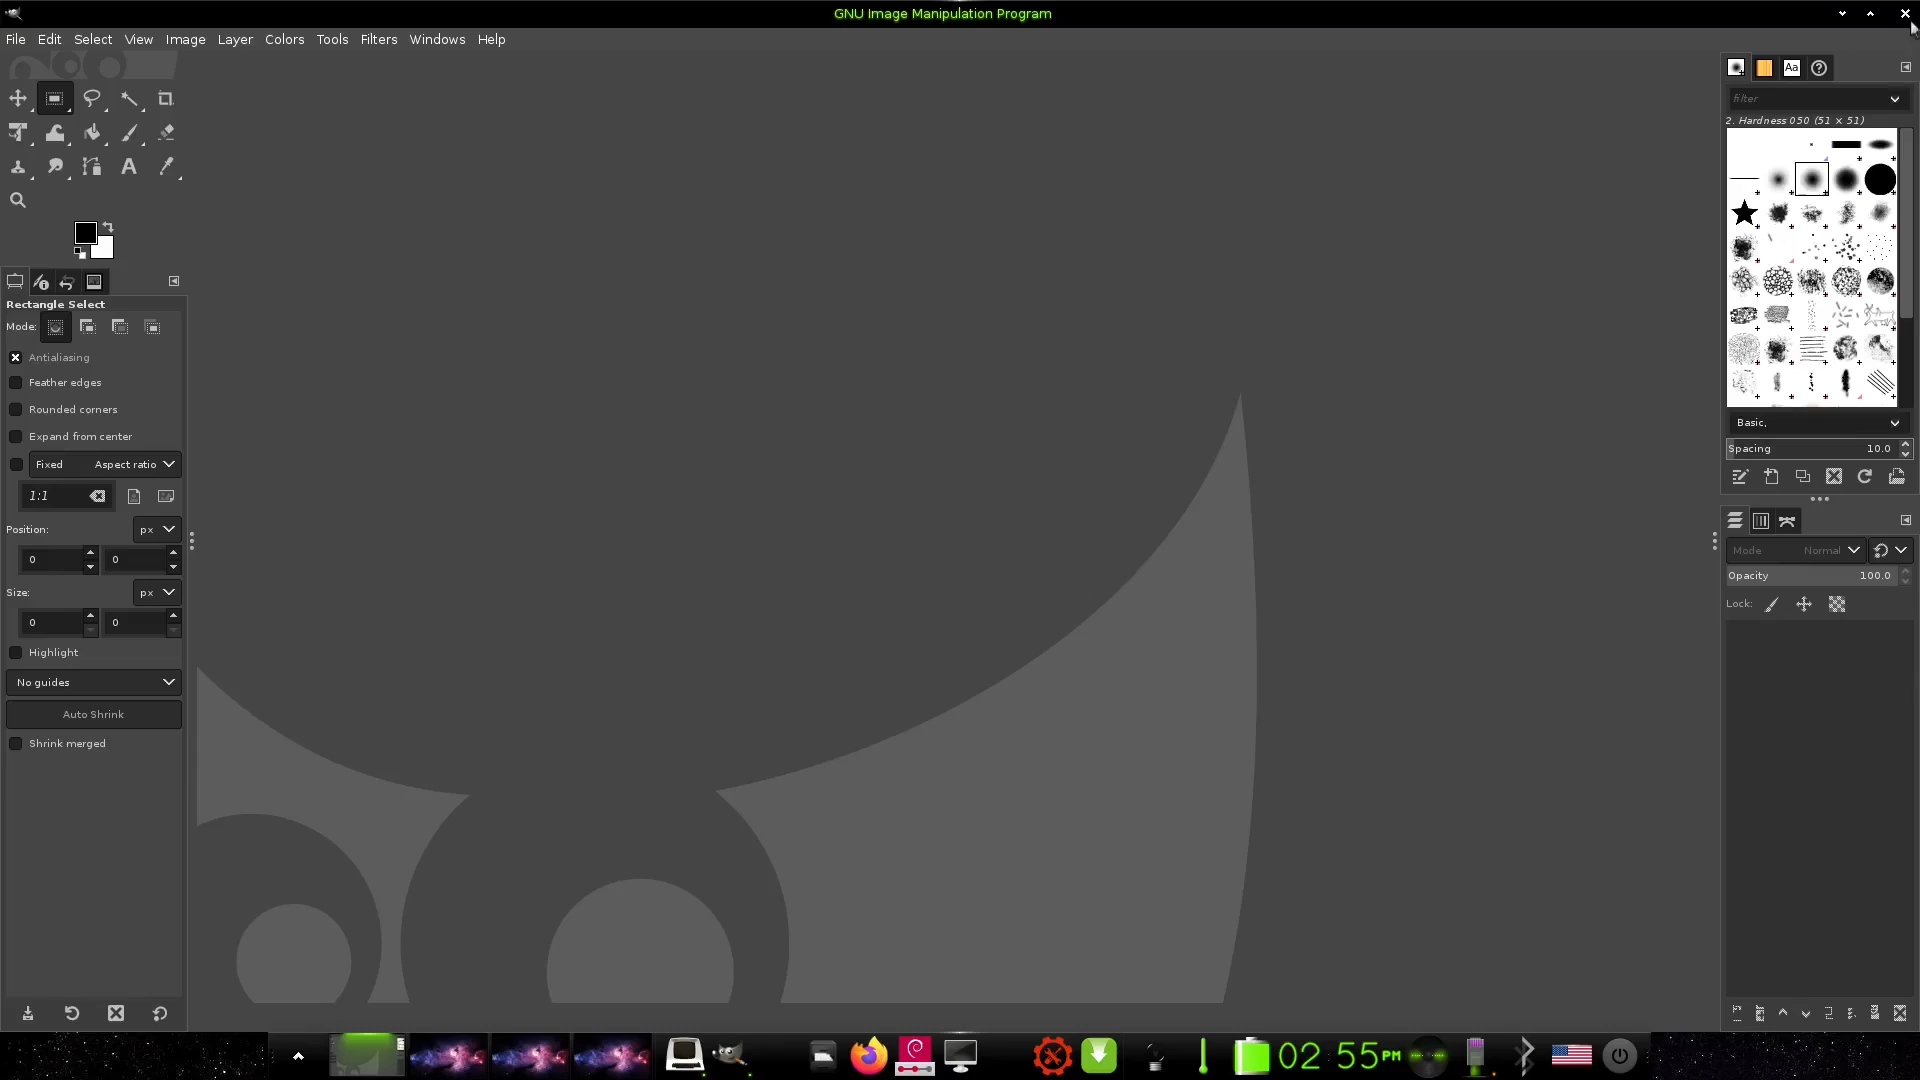 GNU Image Manipulation Program
File Edit Select View Image Layer Colors Tools Filters Windows Help
Aa
filter
2. Hardness 050 (51 × 51)
Rectangle Select
Mode:
Antialiasing
Feather edges
Rounded corners
Expand from center
Fixed Aspect ratio
1:1
Position: px
0 0
Size: px
0 0
Highlight
No guides
Auto Shrink
Shrink merged
Basic,
Spacing 10.0
Mode Normal
Opacity 100.0
Lock:
02 55PM